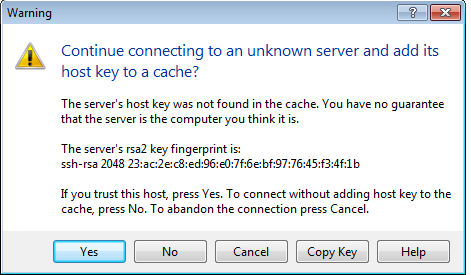 Warning
Continue connecting to an unknown server and add its
host key to a cache?
The server's host key was not found in the cache. You have no guarantee
that the server is the computer you think it is.
The server's rsa2 key fingerprint is:
ssh-rsa 2048 23:ac:2e:c8:ed:96:e0:7f:6e:bf:97:76:45:f3:4f:1b
If you trust this host, press Yes. To connect without adding host key to the
cache, press No. To abandon the connection press Cancel.
Yes No Cancel Copy Key Help